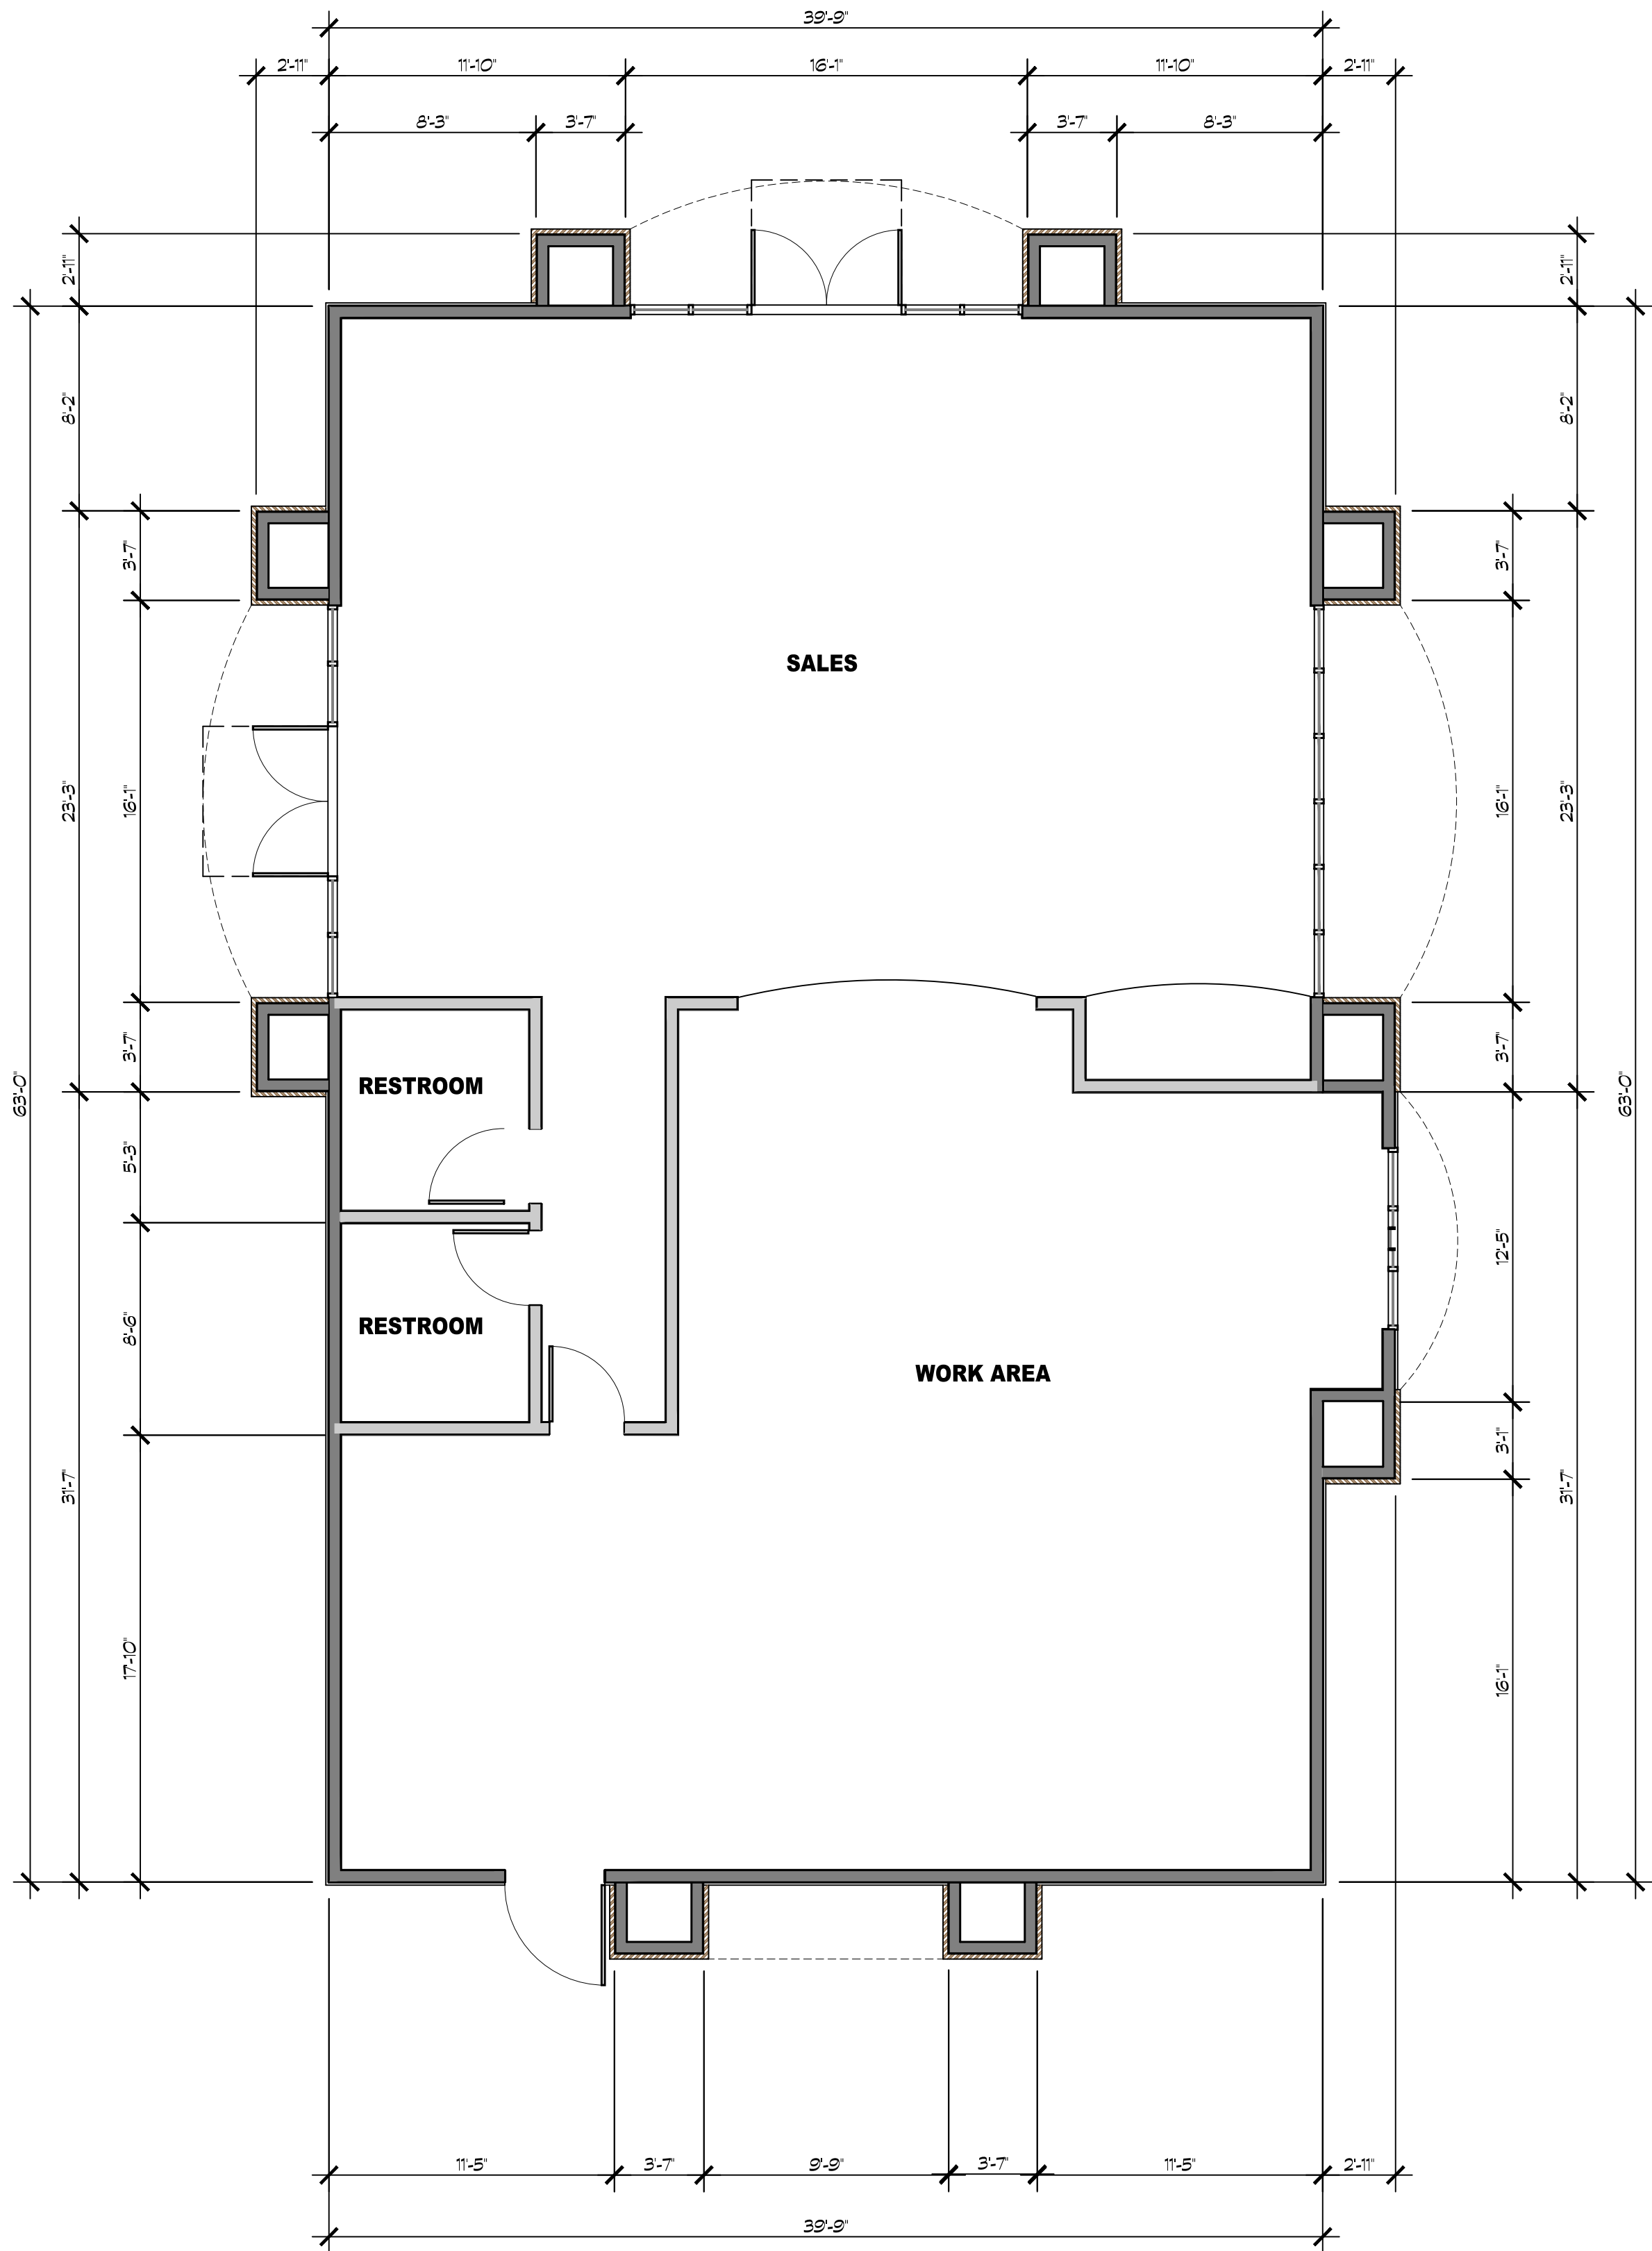 39'-9"
2'-11" 11'-10" 16'-1" 11'-10" 2'-11"
8'-3" 3'-7" 3'-7" 8'-3"
2'-11" 2'-11"
8'-2" 8'-2"
3'-7" 3'-7"
SALES
23'-3" 16'-1" 16'-1" 23'-3"
3'-7" 3'-7"
RESTROOM
63'-0" 63'-0"
5'-3"
12'-5"
8'-6"
RESTROOM
WORK AREA
3'-1"
31'-7" 31'-7"
17'-10" 16'-1"
11'-5" 3'-7" 9'-9" 3'-7" 11'-5" 2'-11"
39'-9"